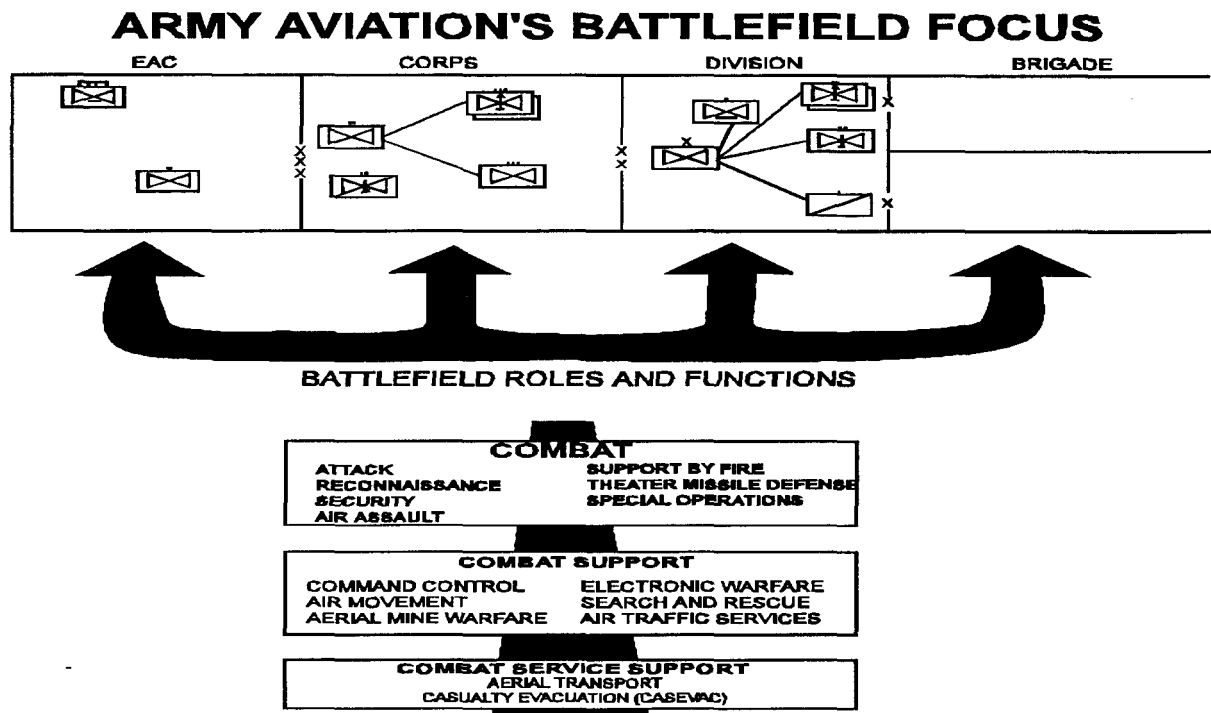 ARMY AVIATION'S BATTLEFIELD FOCUS
EAC CORPS DIVISION BRIGADE
BATTLEFIELD ROLES AND FUNCTIONS
COMBAT
ATTACK SUPPORT BY FIRE
RECONNAISSANCE THEATER MISSILE DEFENSE
SECURITY SPECIAL OPERATIONS
AIR ASSAULT
COMBAT SUPPORT
COMMAND CONTROL ELECTRONIC WARFARE
AIR MOVEMENT SEARCH AND RESCUE
AERIAL MINE WARFARE AIR TRAFFIC SERVICES
COMBAT SERVICE SUPPORT
AERIAL TRANSPORT
CASUALTY EVACUATION (CASEVAC)